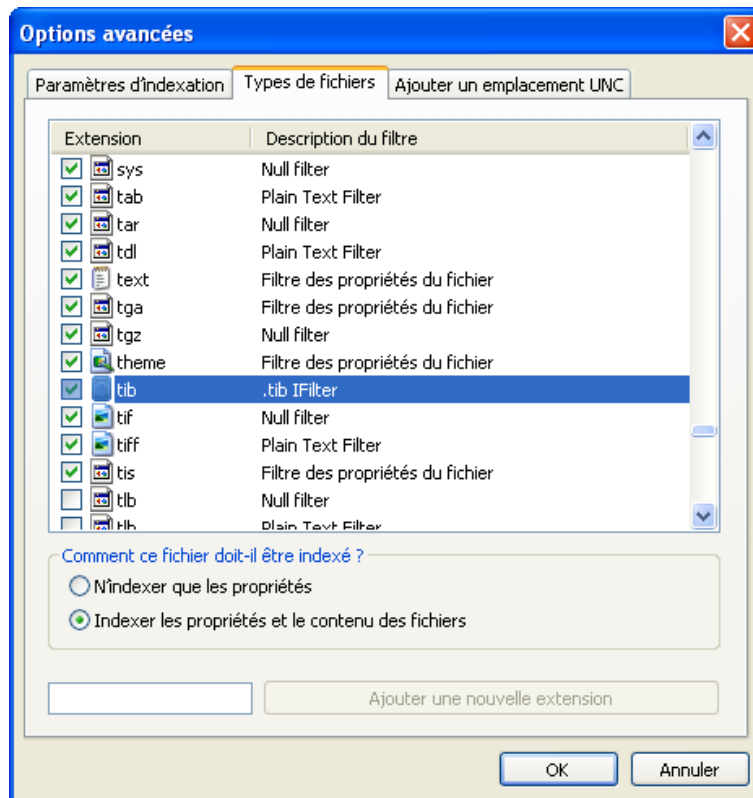 Options avancées
Paramètres d'indexation Types de fichiers Ajouter un emplacement UNC
Extension Description du filtre
sys Null filter
tab Plain Text Filter
tar Null filter
tdl Plain Text Filter
text Filtre des propriétés du fichier
tga Filtre des propriétés du fichier
tgz Null filter
theme Filtre des propriétés du fichier
tib .tib IFilter
tif Null filter
tiff Plain Text Filter
tis Filtre des propriétés du fichier
tlb Null filter
tlh Plain Text Filter
Comment ce fichier doit-il être indexé ?
N'indexer que les propriétés
Indexer les propriétés et le contenu des fichiers
Ajouter une nouvelle extension
OK Annuler